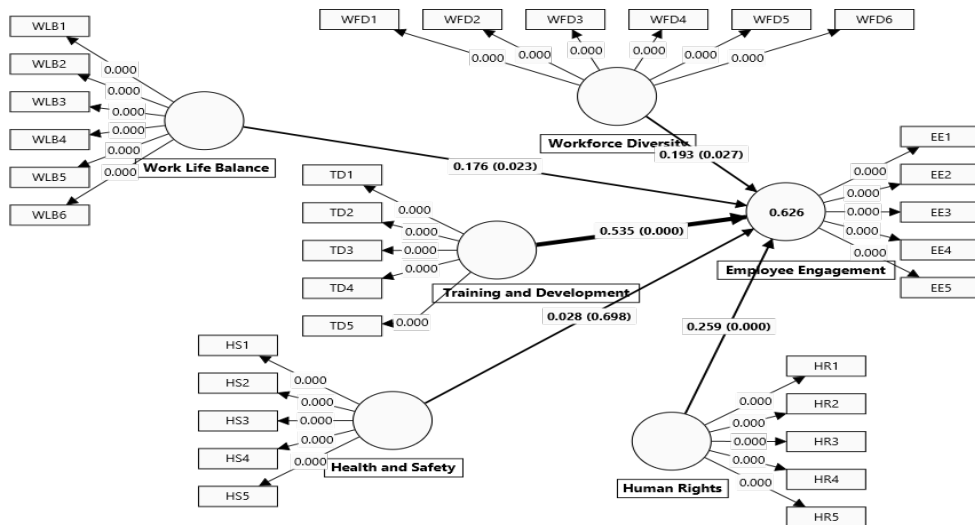 WLB1
WLB2
WLB3
WLB4
WLB5
WLB6
0.000
0.000
0.000
0.000
0.000
0.000
Work Life Balance
WFD1
WFD2
WFD3
WFD4
WFD5
WFD6
0.000
0.000
0.000
0.000
0.000
0.000
Workforce Diversity
0.193 (0.027)
0.176 (0.023)
TD1
TD2
TD3
TD4
TD5
0.000
0.000
0.000
0.000
0.000
Training and Development
0.535 (0.000)
0.626
Employee Engagement
EE1
EE2
EE3
EE4
EE5
0.000
0.000
0.000
0.000
0.000
0.028 (0.698)
0.259 (0.000)
HS1
HS2
HS3
HS4
HS5
0.000
0.000
0.000
0.000
0.000
Health and Safety
HR1
HR2
HR3
HR4
HR5
0.000
0.000
0.000
0.000
0.000
Human Rights